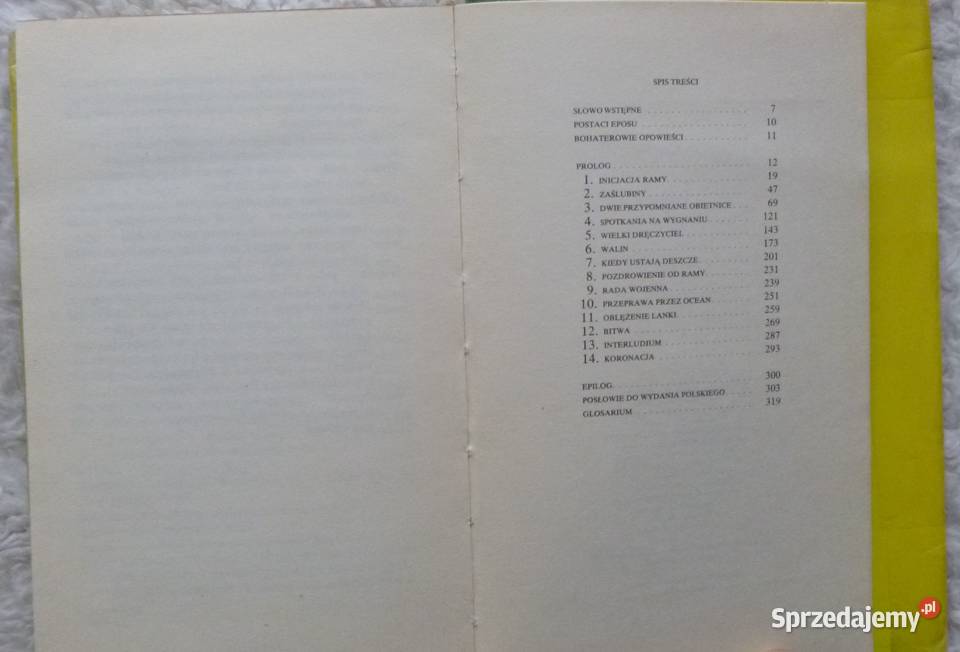 SPIS TREŚCI
SŁOWO WSTĘPNE . . . . . . . . . . . . . . . . . . . . 7
POSTACI EPOSU . . . . . . . . . . . . . . . . . . . . 10
BOHATEROWIE OPOWIEŚCI . . . . . . . . . . . . 11
PROLOG . . . . . . . . . . . . . . . . . . . . . . . . . 12
1. INICJACJA RAMY . . . . . . . . . . . . . . . . 19
2. ZAŚLUBINY . . . . . . . . . . . . . . . . . . . . 47
3. DWIE PRZYPOMNIANE OBIETNICE . . . 69
4. SPOTKANIA NA WYGNANIU . . . . . . . . 121
5. WIELKI DRĘCZYCIEL . . . . . . . . . . . . . 143
6. WALIN . . . . . . . . . . . . . . . . . . . . . . . . 173
7. KIEDY USTAJĄ DESZCZE . . . . . . . . . . 201
8. POZDROWIENIE OD RAMY . . . . . . . . . 231
9. RADA WOJENNA . . . . . . . . . . . . . . . . 239
10. PRZEPRAWA PRZEZ OCEAN . . . . . . . . 251
11. OBLĘŻENIE LANKI . . . . . . . . . . . . . . 259
12. BITWA . . . . . . . . . . . . . . . . . . . . . . . . 269
13. INTERLUDIUM . . . . . . . . . . . . . . . . . 287
14. KORONACJA . . . . . . . . . . . . . . . . . . . 293
EPILOG . . . . . . . . . . . . . . . . . . . . . . . . . 300
POSŁOWIE DO WYDANIA POLSKIEGO . . . . . 303
GLOSARIUM . . . . . . . . . . . . . . . . . . . . . . 319
Sprzedajemy.pl